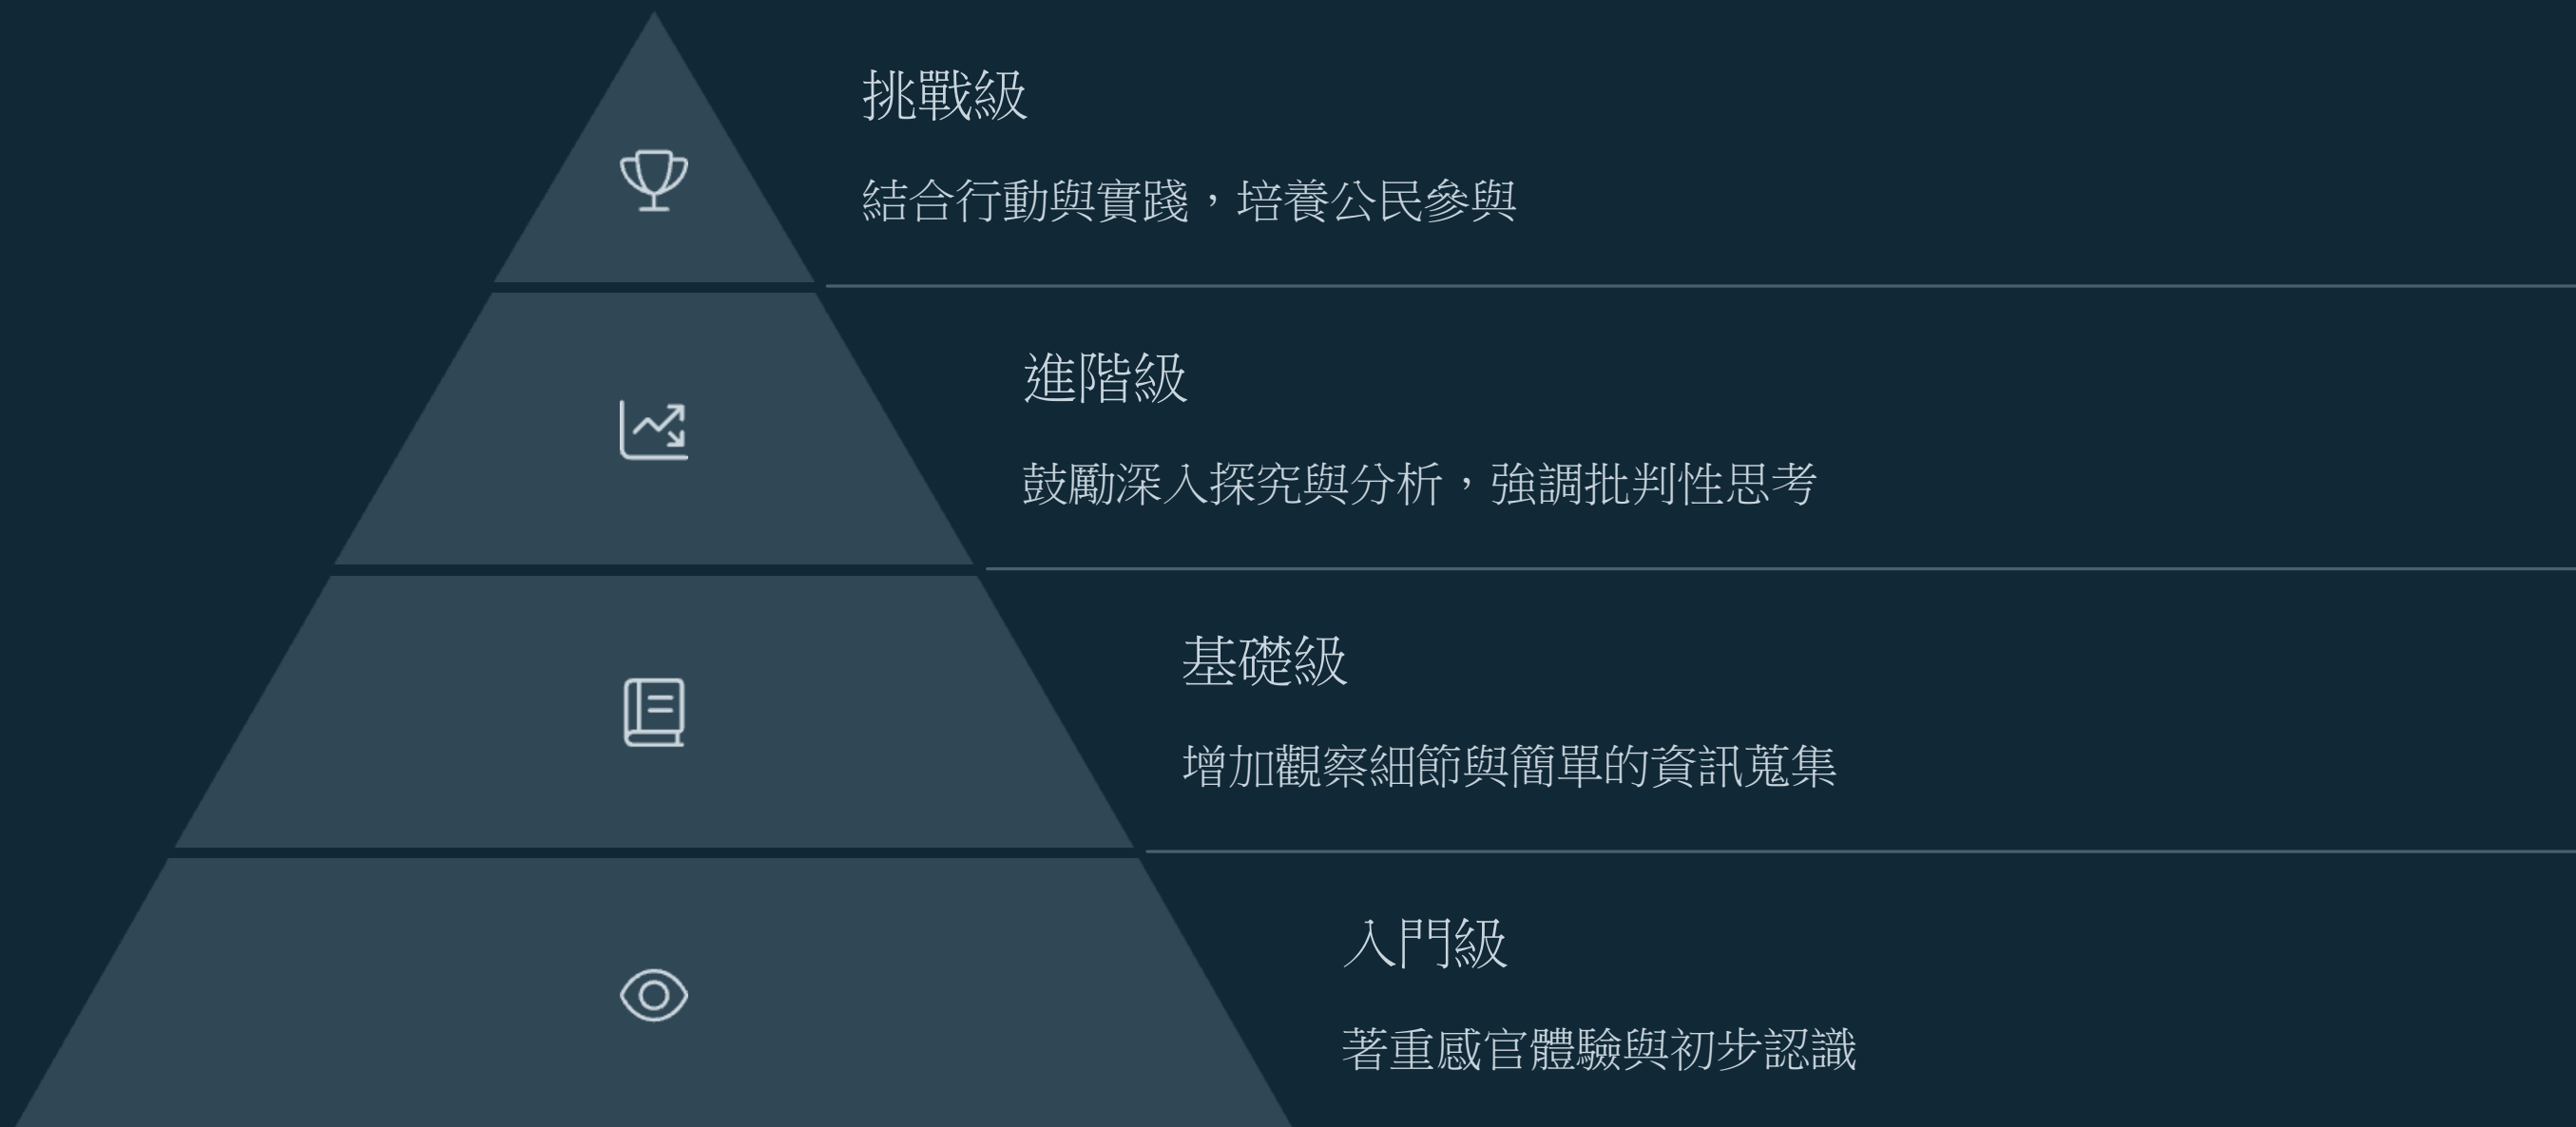 挑戰級
結合行動與實踐，培養公民參與
進階級
鼓勵深入探究與分析，強調批判性思考
基礎級
增加觀察細節與簡單的資訊蒐集
入門級
著重感官體驗與初步認識